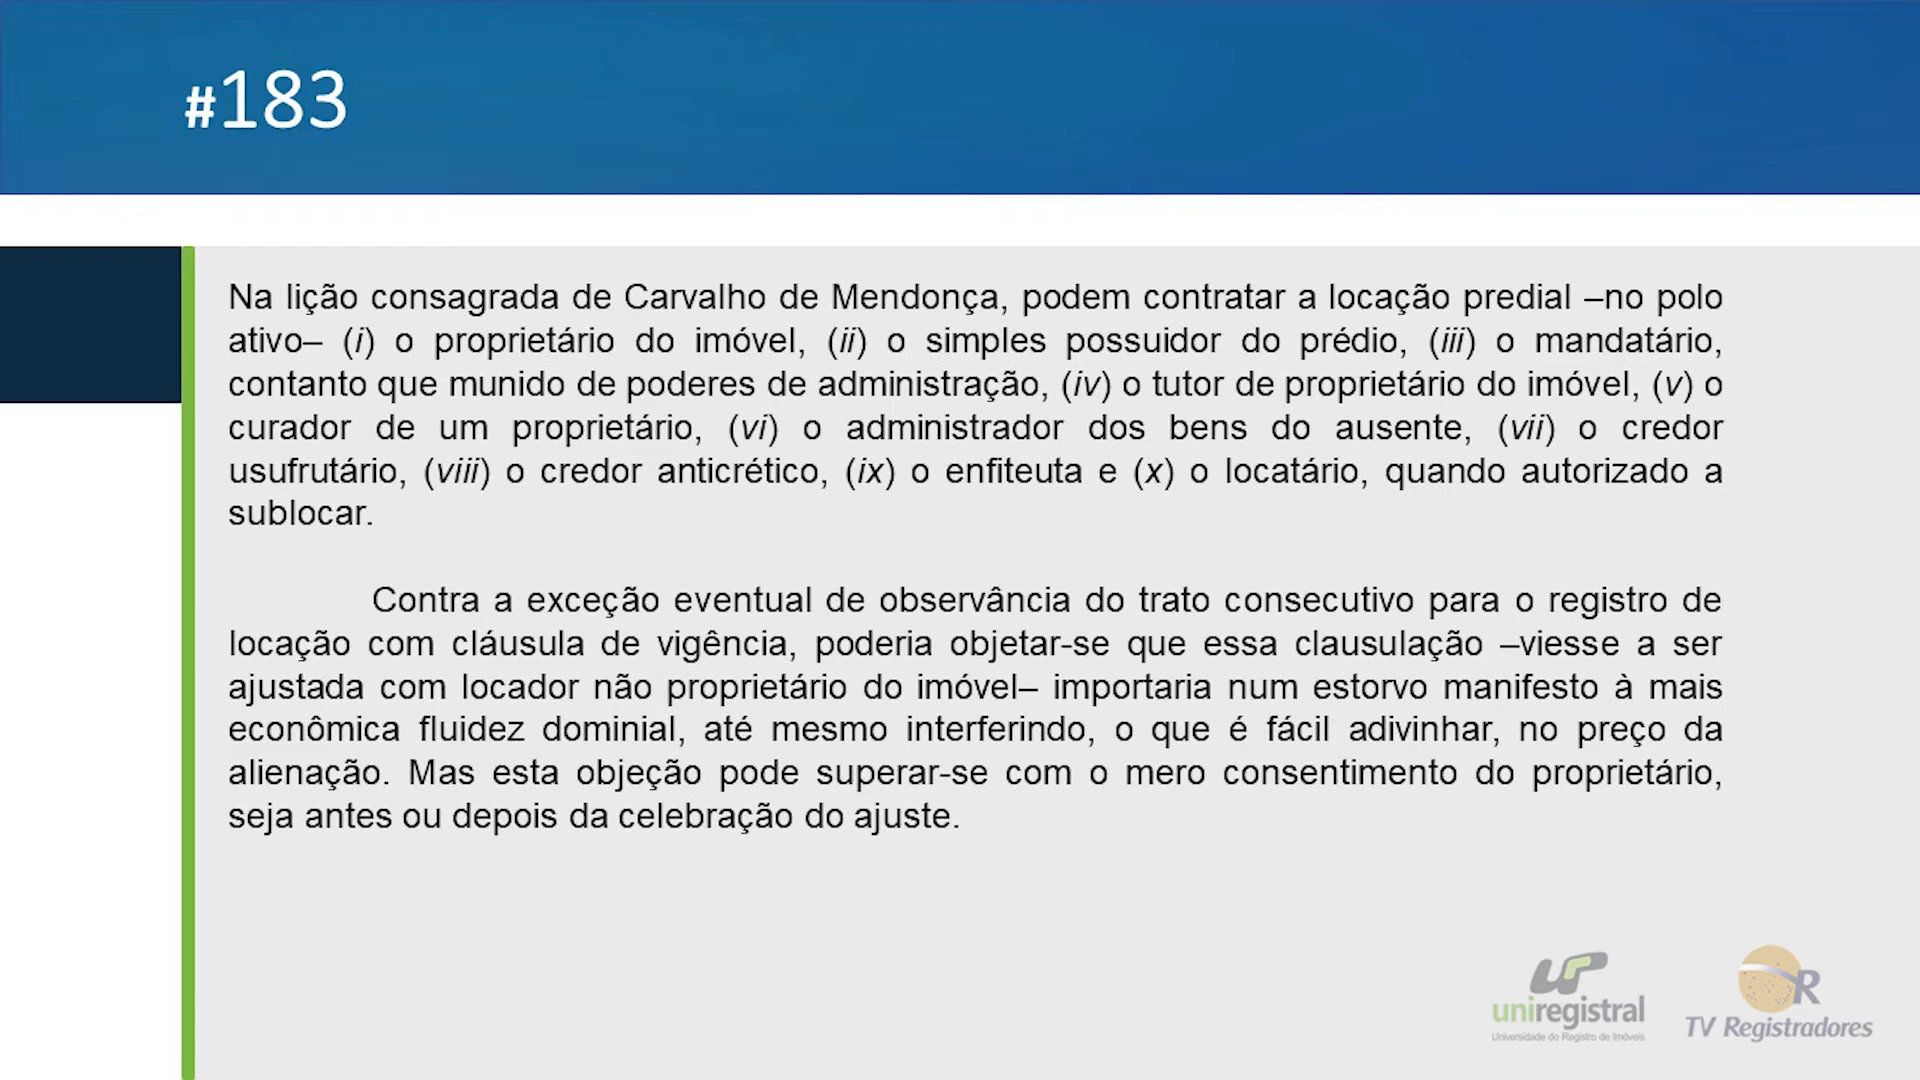 #183
Na lição consagrada de Carvalho de Mendonça, podem contratar a locação predial –no polo
ativo– (i) o proprietário do imóvel, (ii) o simples possuidor do prédio, (iii) o mandatário,
contanto que munido de poderes de administração, (iv) o tutor de proprietário do imóvel, (v) o
curador de um proprietário, (vi) o administrador dos bens do ausente, (vii) o credor
usufrutário, (viii) o credor anticrético, (ix) o enfiteuta e (x) o locatário, quando autorizado a
sublocar.
Contra a exceção eventual de observância do trato consecutivo para o registro de
locação com cláusula de vigência, poderia objetar-se que essa clausulação –viesse a ser
ajustada com locador não proprietário do imóvel– importaria num estorvo manifesto à mais
econômica fluidez dominial, até mesmo interferindo, o que é fácil adivinhar, no preço da
alienação. Mas esta objeção pode superar-se com o mero consentimento do proprietário,
seja antes ou depois da celebração do ajuste.
uniregistral
Universidade do Registro de Imóveis
R
TV Registradores